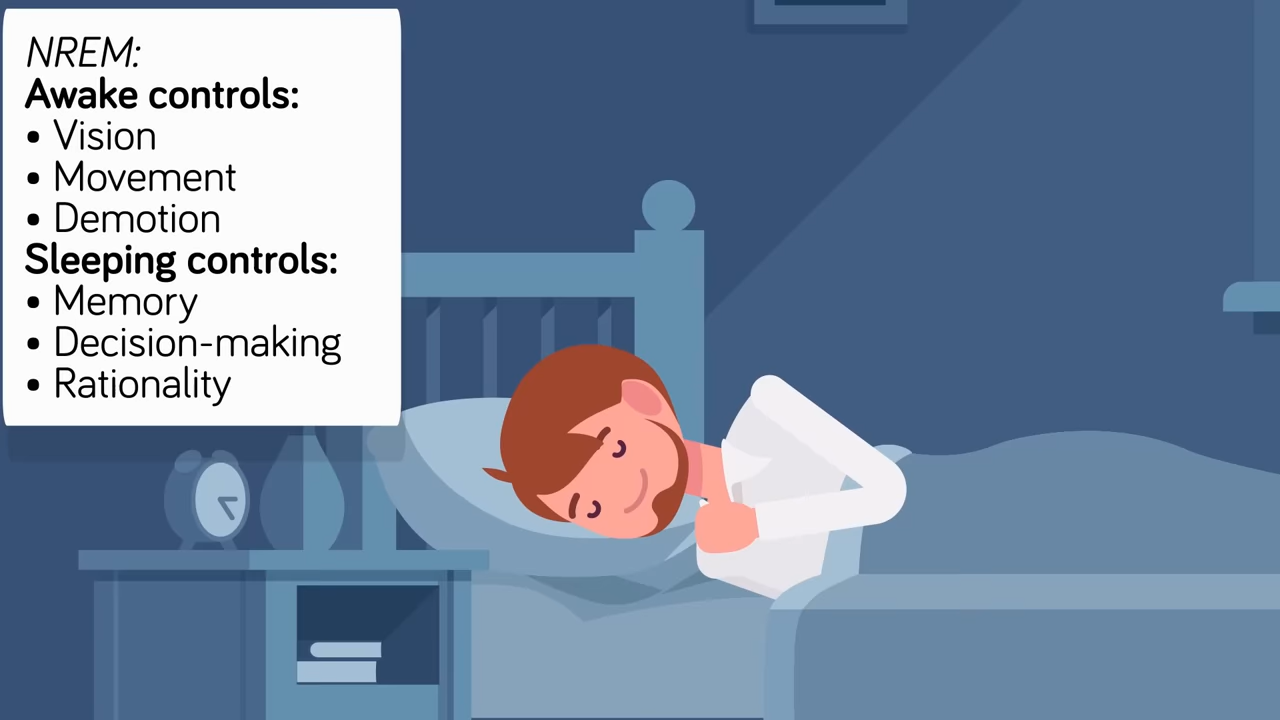 NREM:
Awake controls:
• Vision
• Movement
• Demotion
Sleeping controls:
• Memory
• Decision-making
• Rationality